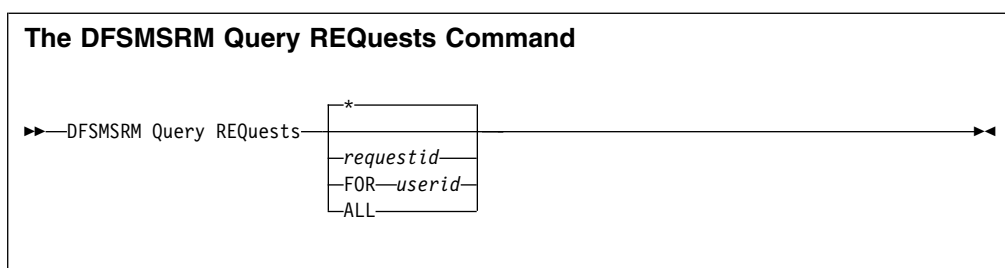 The DFSMSRM Query REQuests Command
*
►►—DFSMSRM Query REQuests—►◄
requestid
FOR—userid
ALL